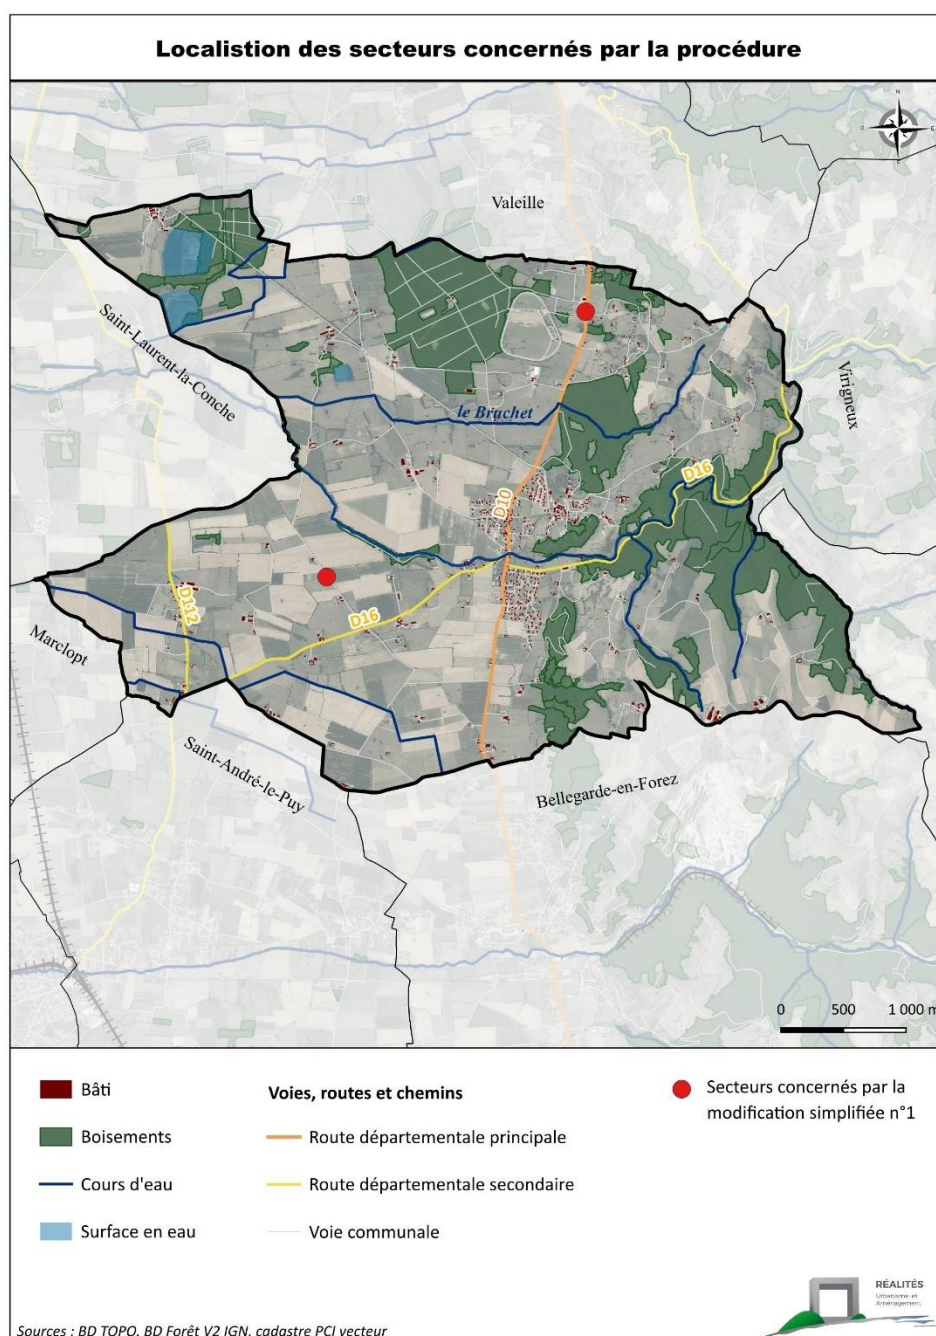 Localistion des secteurs concernés par la procédure
N
O
E
S
Valeille
Saint-Laurent-la-Conche
Virigneux
le Bruchet
D10
D16
D112
D16
Marclopt
Saint-André-le-Puy
Bellegarde-en-Forez
0 500 1 000 m
Bâti
Boisements
Cours d'eau
Surface en eau
Voies, routes et chemins
Route départementale principale
Route départementale secondaire
Voie communale
Secteurs concernés par la
modification simplifiée n°1
RÉALITÉS
Urbanisme et
Aménagement
Sources : BD TOPO, BD Forêt V2 IGN, cadastre PCI vecteur